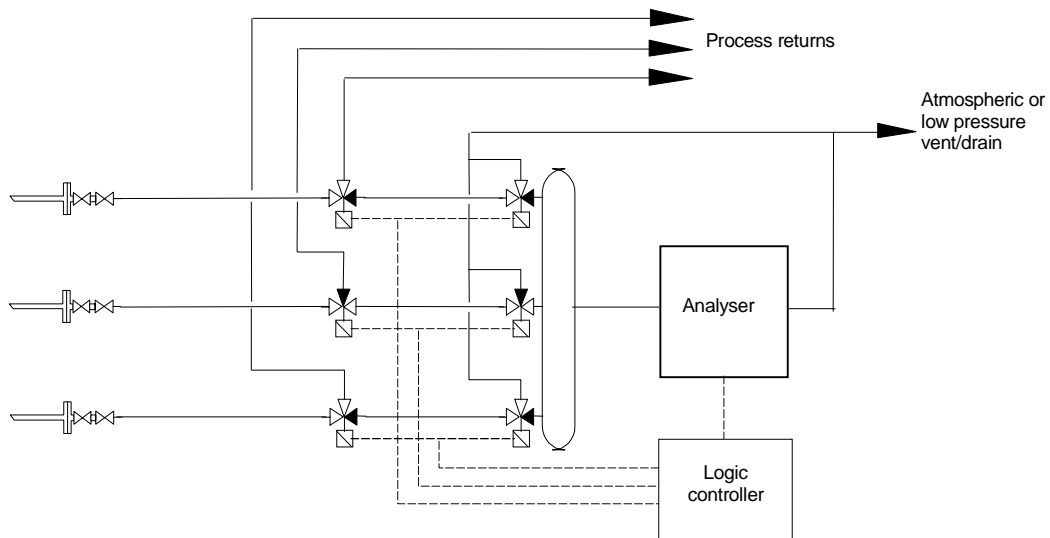 Process returns
Atmospheric or
low pressure
vent/drain
Analyser
Logic
controller